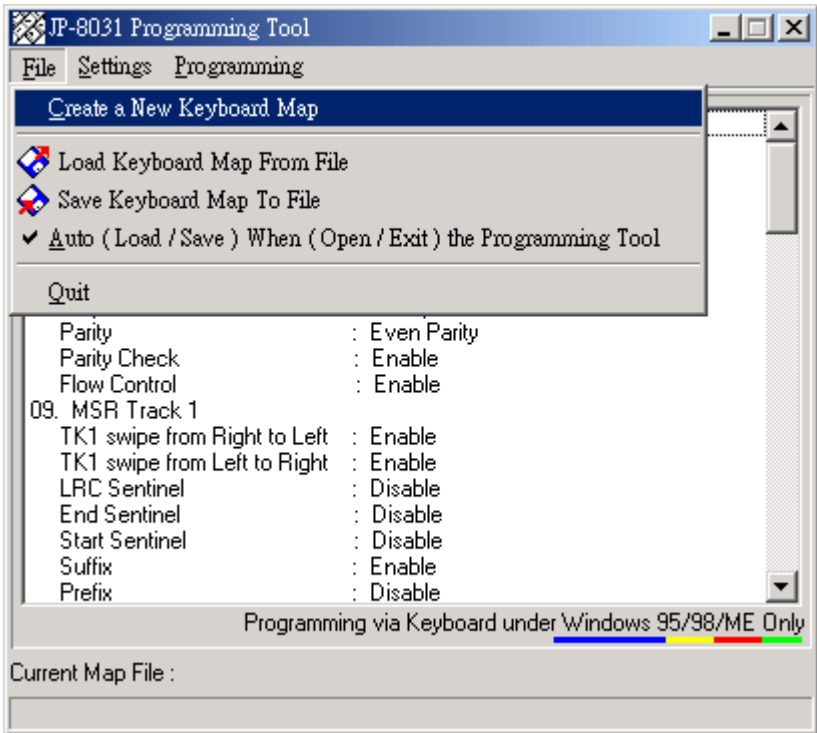 JP-8031 Programming Tool
File Settings Programming
Create a New Keyboard Map
Load Keyboard Map From File
Save Keyboard Map To File
Auto ( Load / Save ) When ( Open / Exit ) the Programming Tool
Quit
Parity : Even Parity
Parity Check : Enable
Flow Control : Enable
09. MSR Track 1
TK1 swipe from Right to Left : Enable
TK1 swipe from Left to Right : Enable
LRC Sentinel : Disable
End Sentinel : Disable
Start Sentinel : Disable
Suffix : Enable
Prefix : Disable
Programming via Keyboard under Windows 95/98/ME Only
Current Map File :